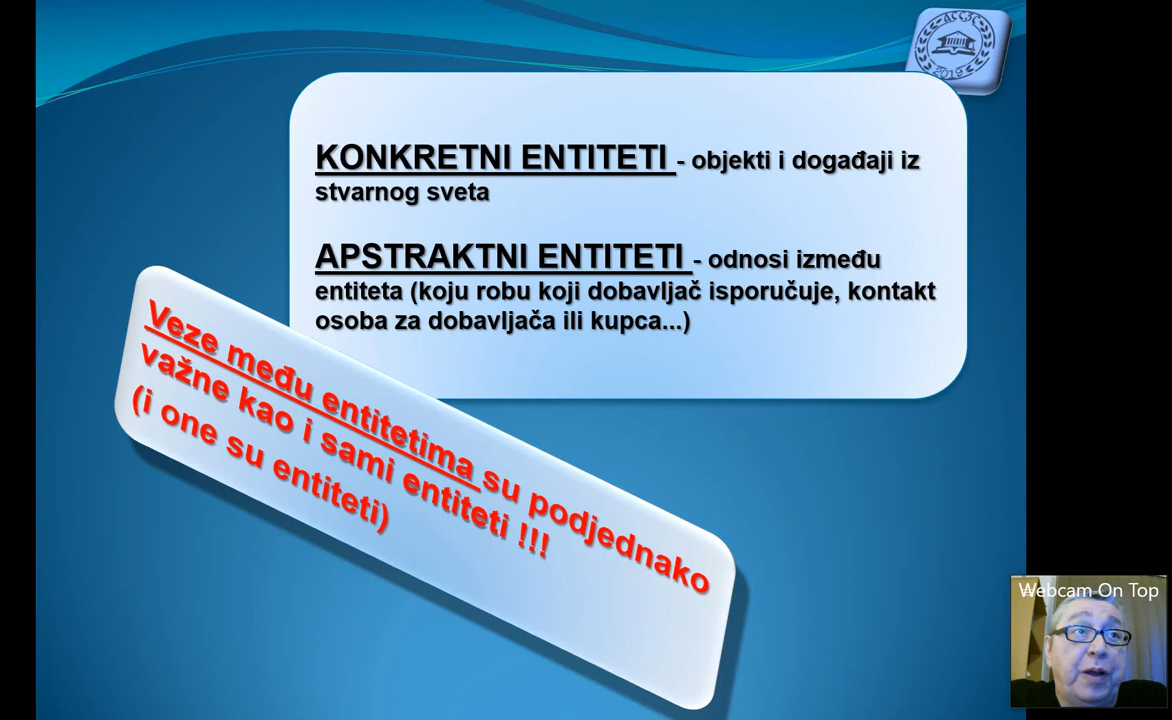 ACCЗС
2019
KONKRETNI ENTITETI - objekti i događaji iz
stvarnog sveta
APSTRAKTNI ENTITETI - odnosi između
entiteta (koju robu koji dobavljač isporučuje, kontakt
osoba za dobavljača ili kupca...)
Veze među entitetima su podjednako
važne kao i sami entiteti !!!
(i one su entiteti)
Webcam On Top